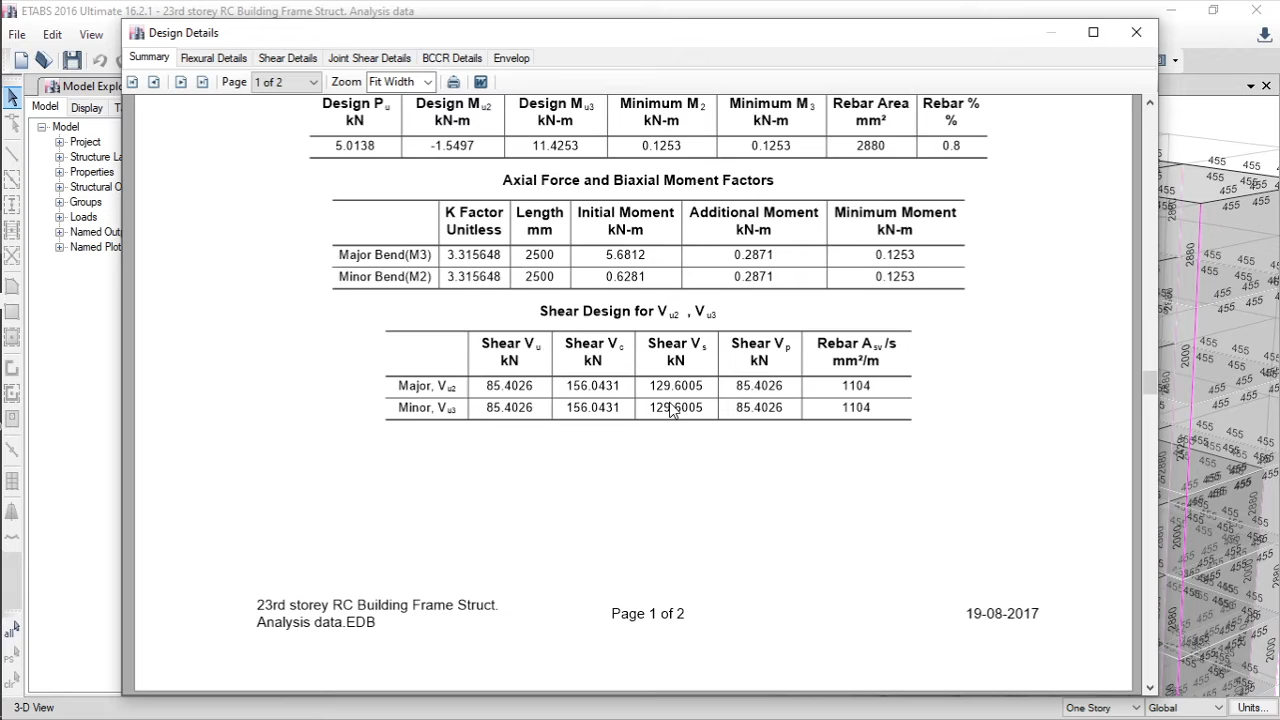 ETABS 2016 Ultimate 16.2.1 - 23rd storey RC Building Frame Struct. Analysis data
File Edit View
Design Details
Summary Flexural Details Shear Details Joint Shear Details BCCR Details Envelop
Page 1 of 2 Zoom Fit Width
Model Explo
Model Display Ta
Model
Project
Structure La
Properties
Structural O
Groups
Loads
Named Outp
Named Plot
Design Pu Design Mu2 Design Mu3 Minimum M2 Minimum M3 Rebar Area Rebar %
kN kN-m kN-m kN-m kN-m mm² %
5.0138 -1.5497 11.4253 0.1253 0.1253 2880 0.8
Axial Force and Biaxial Moment Factors
K Factor Length Initial Moment Additional Moment Minimum Moment
Unitless mm kN-m kN-m kN-m
Major Bend(M3) 3.315648 2500 5.6812 0.2871 0.1253
Minor Bend(M2) 3.315648 2500 0.6281 0.2871 0.1253
Shear Design for Vu2 , Vu3
Shear Vu Shear Vc Shear Vs Shear Vp Rebar Asv /s
kN kN kN kN mm²/m
Major, Vu2 85.4026 156.0431 129.6005 85.4026 1104
Minor, Vu3 85.4026 156.0431 129.6005 85.4026 1104
23rd storey RC Building Frame Struct.
Analysis data.EDB
Page 1 of 2
19-08-2017
all
PS
clr
3-D View
One Story Global Units...